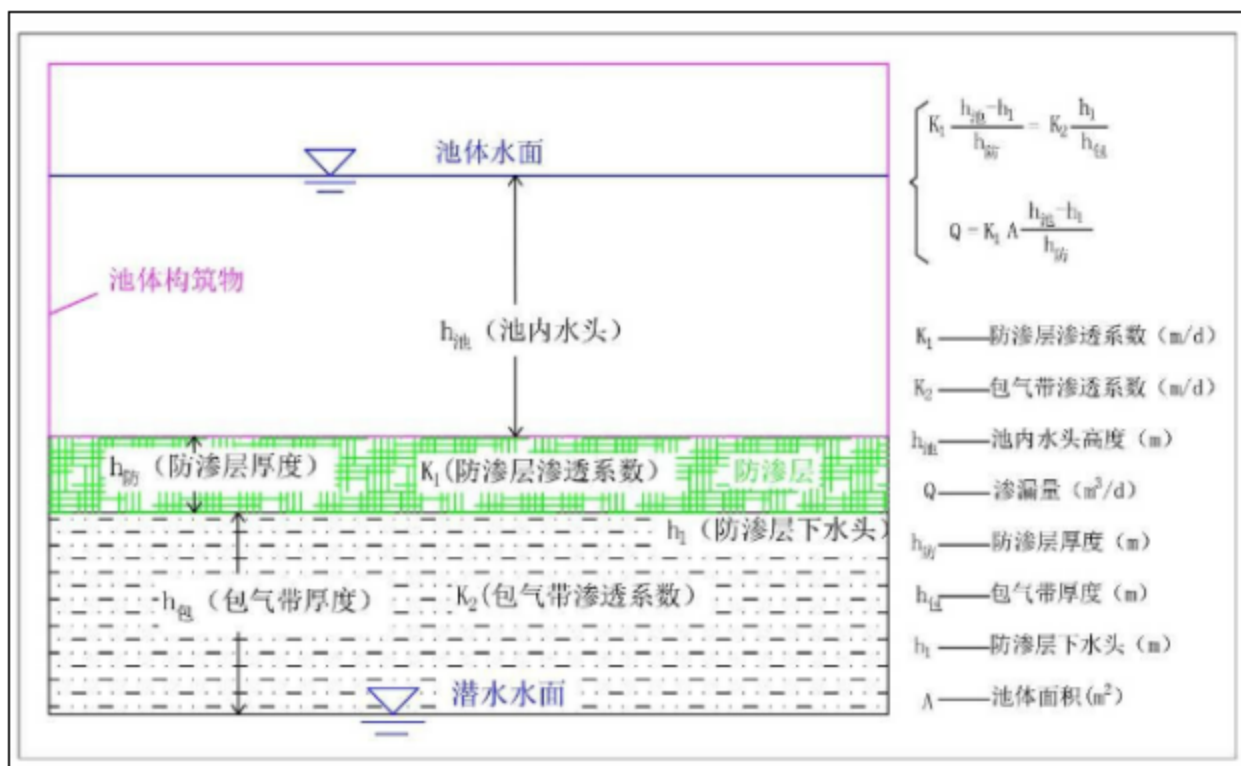 池体水面
池体构筑物
h池（池内水头）
h防（防渗层厚度）
K₁(防渗层渗透系数）
防渗层
h₁（防渗层下水头）
h包（包气带厚度）
K₂(包气带渗透系数）
潜水水面
K₁ (h池-h₁)/h防 = K₂ h₁/h包
Q = K₁ A (h池-h₁)/h防
K₁——防渗层渗透系数（m/d）
K₂——包气带渗透系数（m/d）
h池——池内水头高度（m）
Q——渗漏量（m³/d）
h防——防渗层厚度（m）
h包——包气带厚度（m）
h₁——防渗层下水头（m）
A——池体面积(m²）